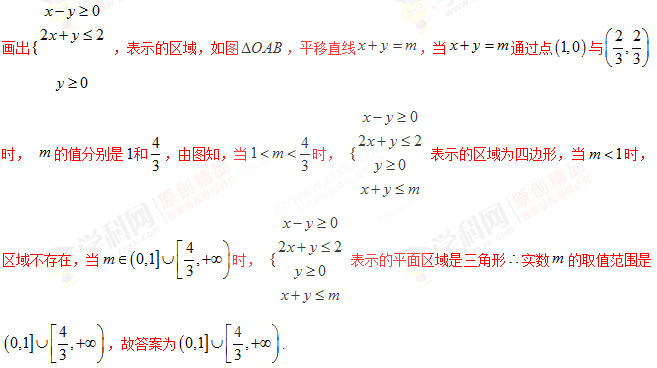 画出{ x−y≥0 2x+y≤2 y≥0 ，表示的区域，如图ΔOAB，平移直线x+y=m，当x+y=m通过点(1,0)与(2/3,2/3)
时， m的值分别是1和4/3，由图知，当1<m<4/3时， { x−y≥0 2x+y≤2 y≥0 x+y≤m 表示的区域为四边形，当m<1时，
区域不存在，当m∈(0,1]∪[4/3,+∞)时， { x−y≥0 2x+y≤2 y≥0 x+y≤m 表示的平面区域是三角形∴实数m的取值范围是
(0,1]∪[4/3,+∞)，故答案为(0,1]∪[4/3,+∞).